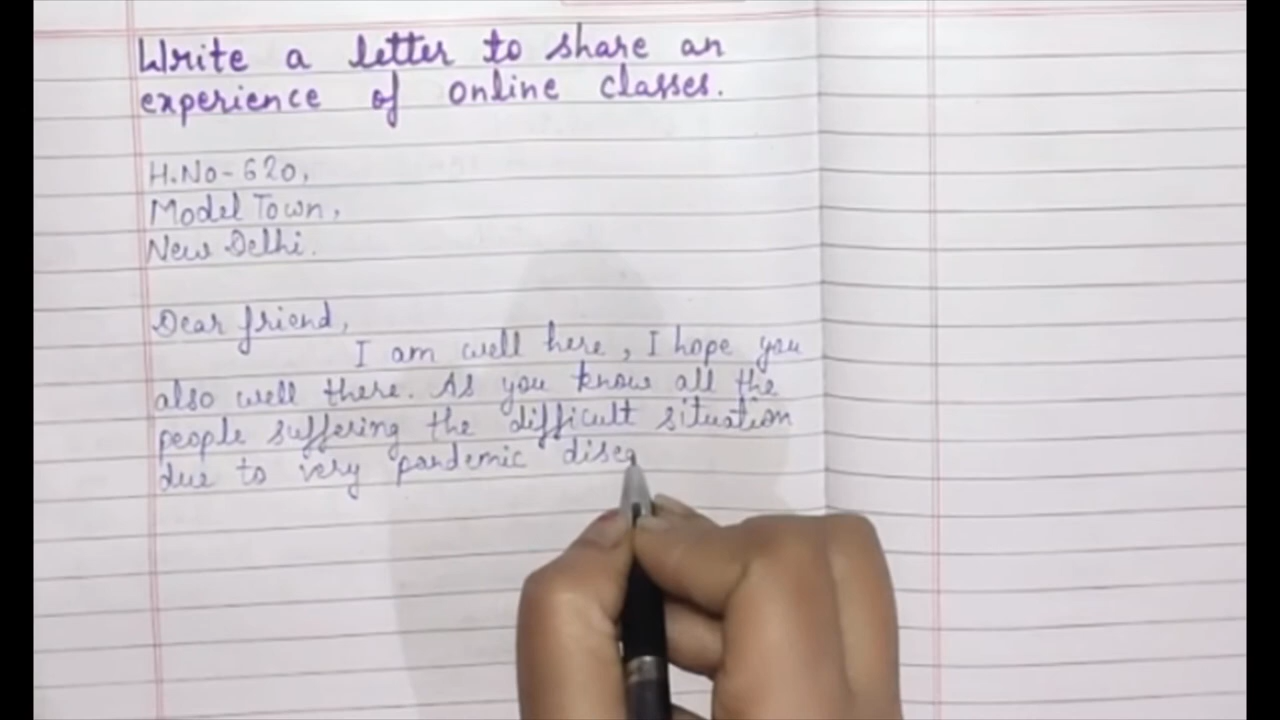 Write a letter to share an
experience of online classes.
H.No-620,
Model Town,
New Delhi.
Dear friend,
I am well here, I hope you
also well there. As you know all the
people suffering the difficult situation
due to very pandemic disea